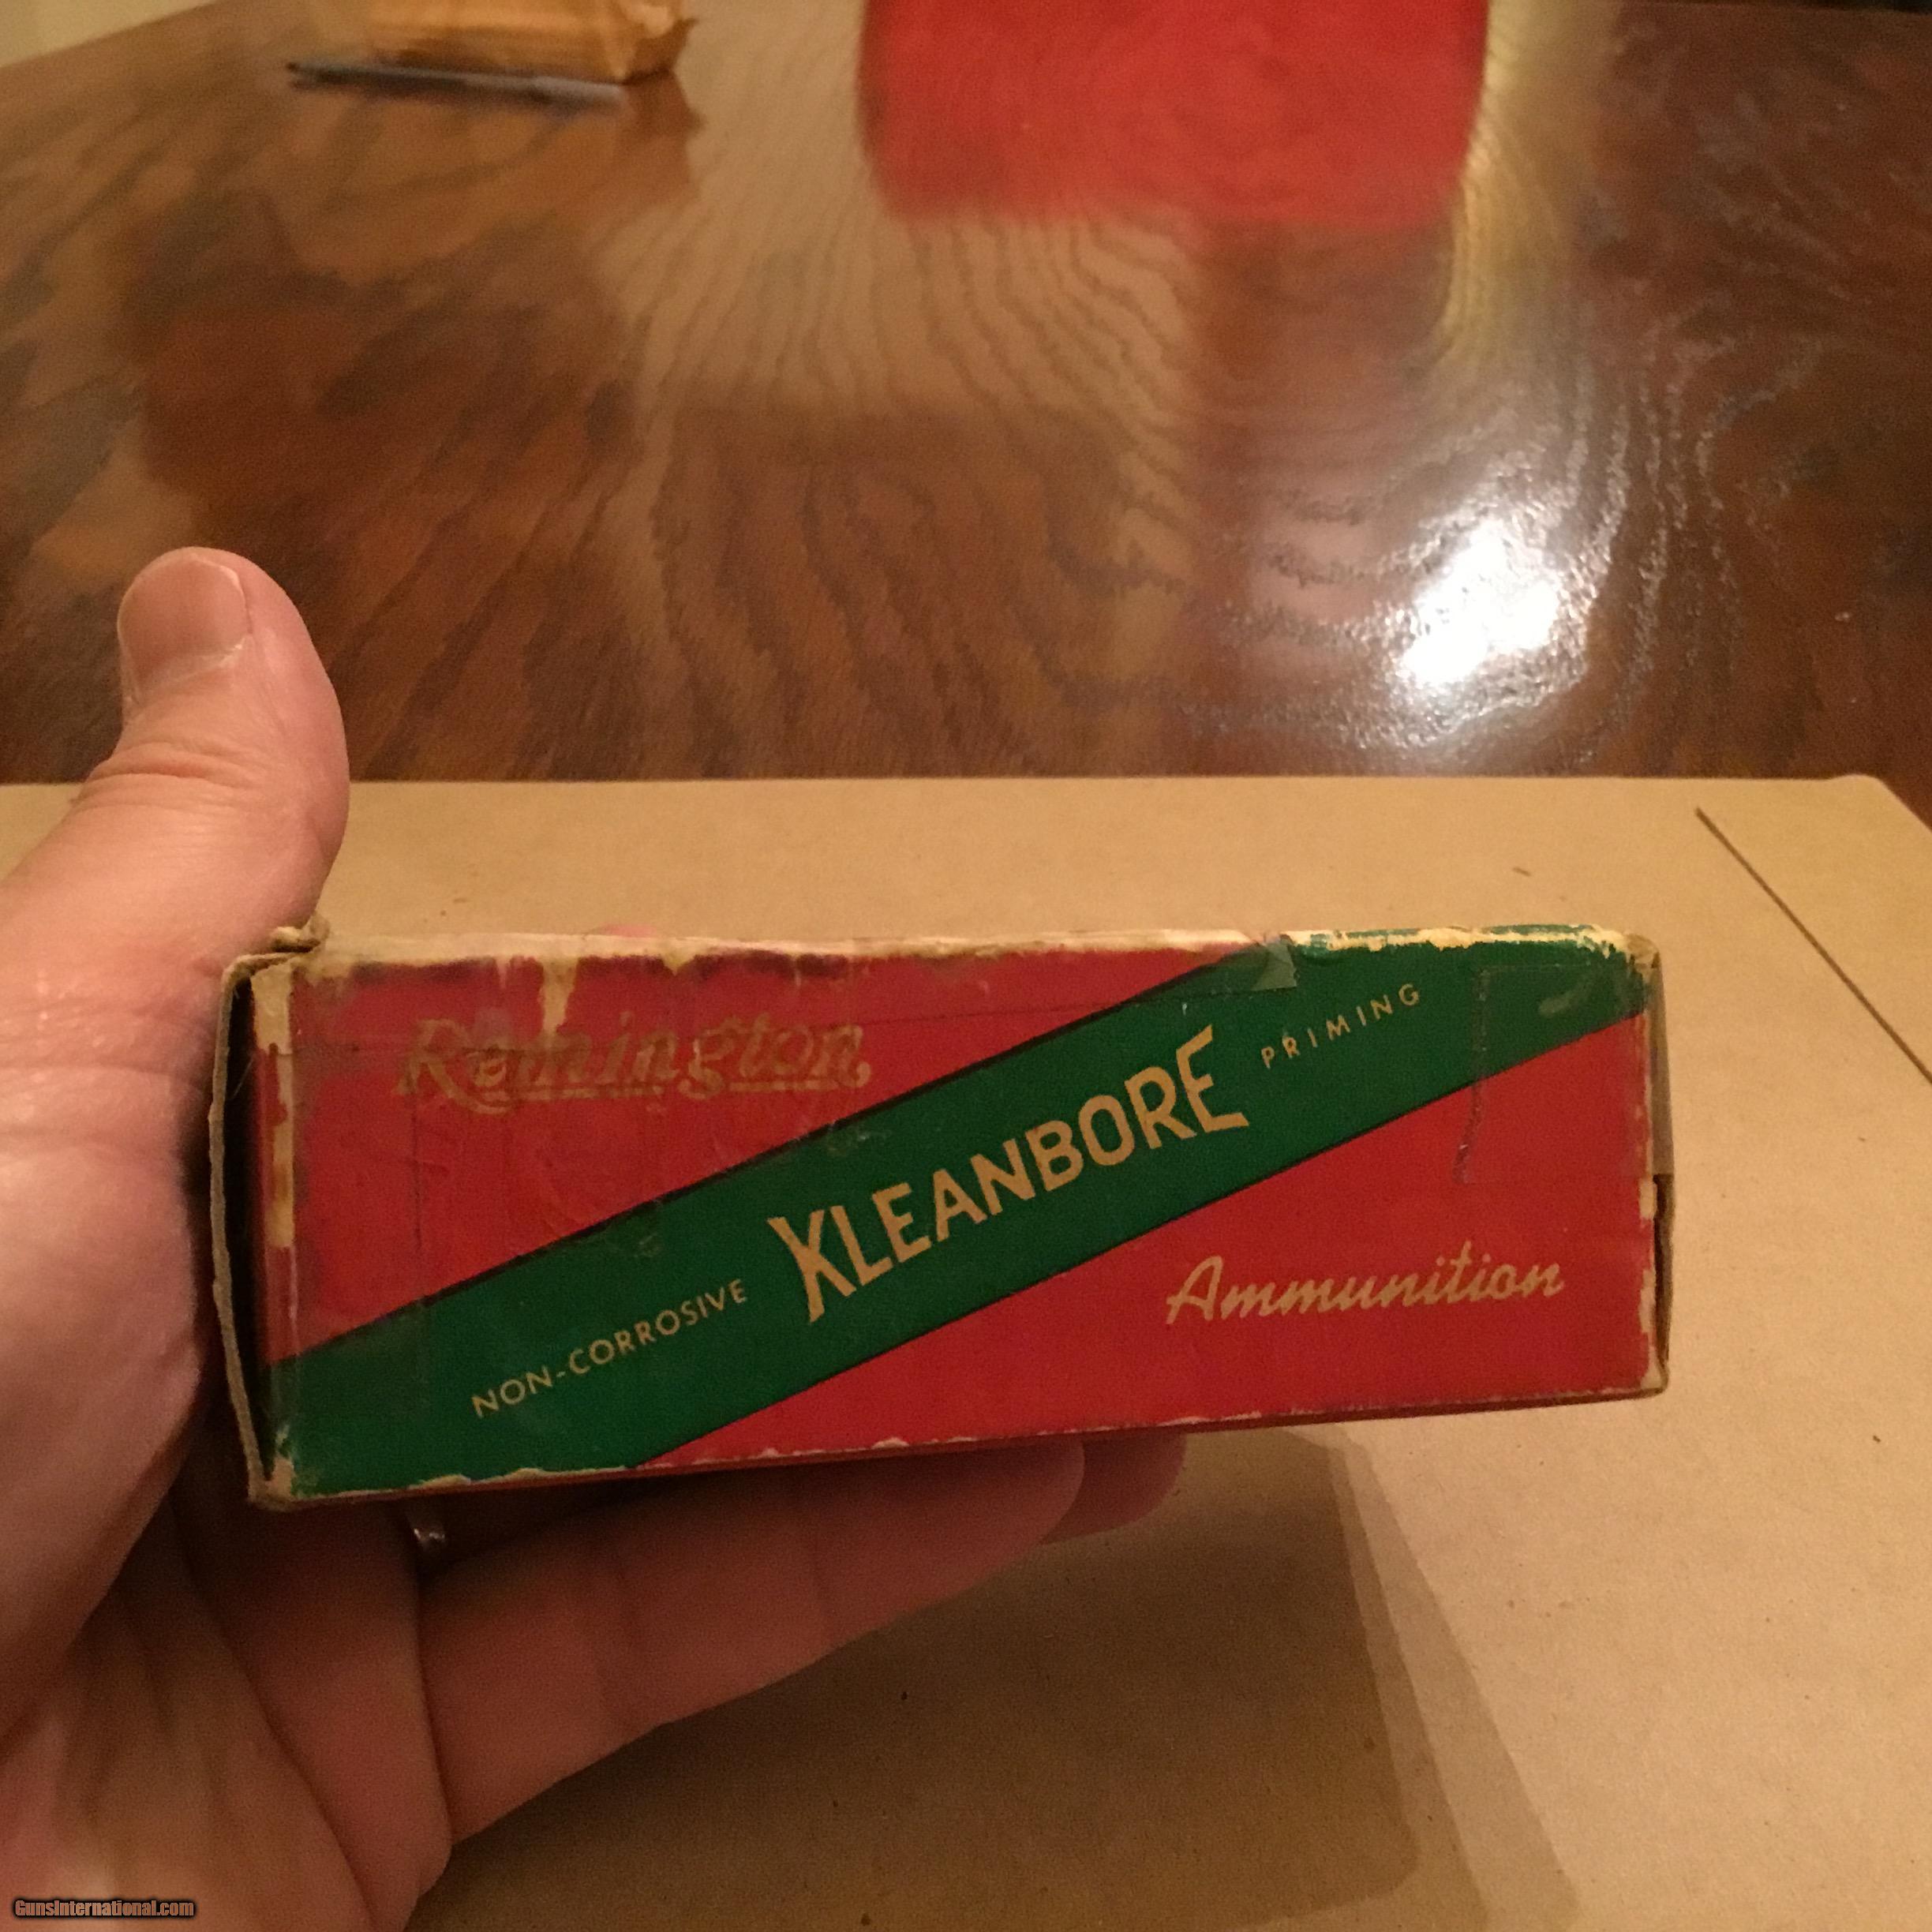 Remington
NON-CORROSIVE KLEANBORE PRIMING
Ammunition
GunsInternational.com